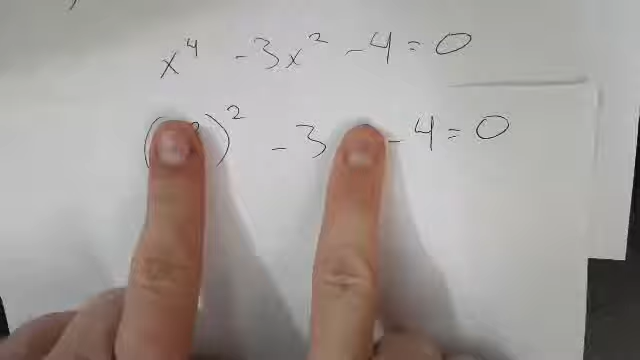 x⁴ - 3x² - 4 = 0
( )² - 3 - 4 = 0